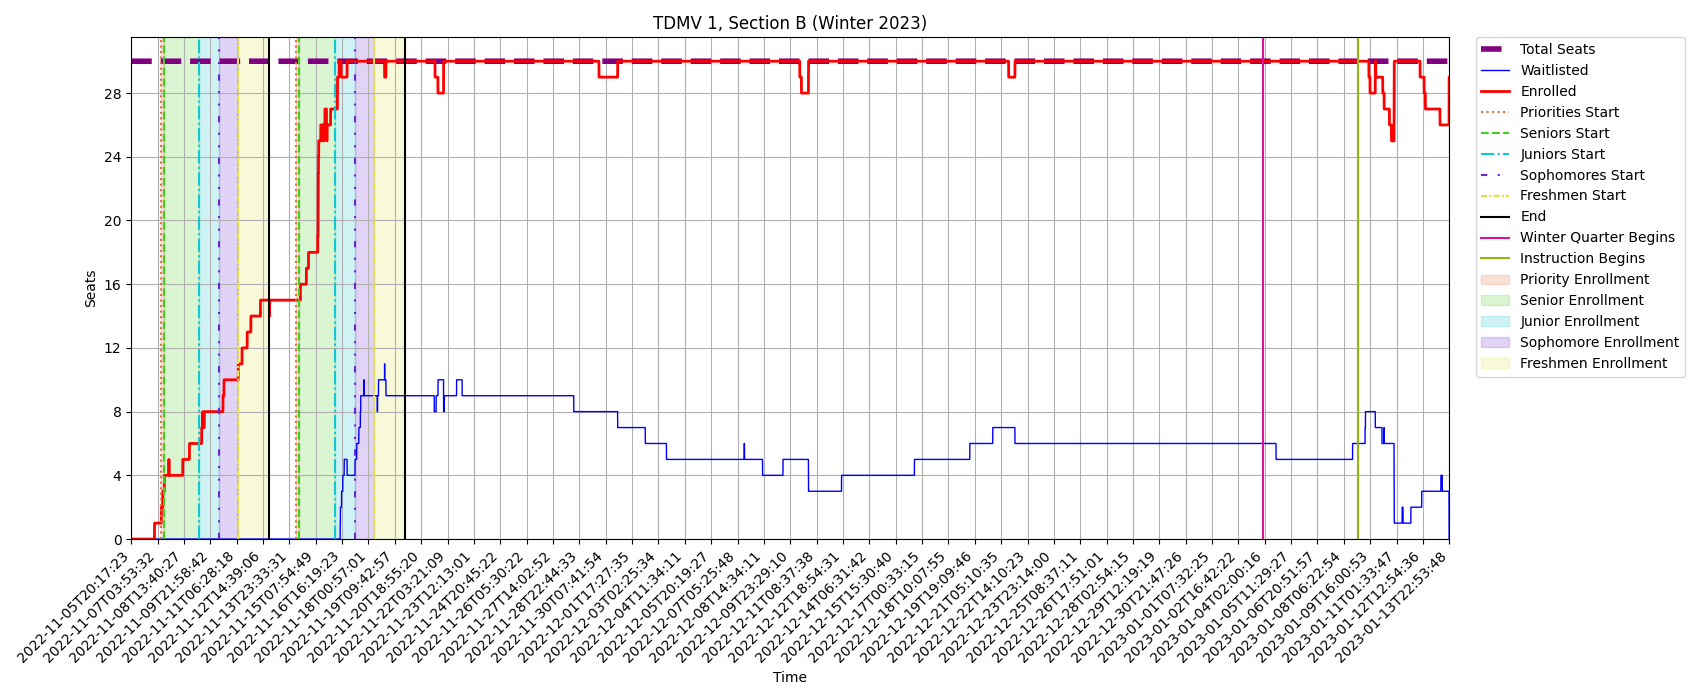 TDMV 1, Section B (Winter 2023)
Seats
28
24
20
16
12
8
4
0
2022-11-05T20:17:23
2022-11-07T03:53:32
2022-11-08T13:40:27
2022-11-09T21:58:42
2022-11-11T06:28:18
2022-11-12T14:39:06
2022-11-13T23:33:31
2022-11-15T07:54:49
2022-11-16T16:19:23
2022-11-18T00:57:01
2022-11-19T09:42:57
2022-11-20T18:55:20
2022-11-22T03:21:09
2022-11-23T12:13:01
2022-11-24T20:45:22
2022-11-26T05:30:22
2022-11-27T14:02:52
2022-11-28T22:44:33
2022-11-30T07:41:54
2022-12-01T17:27:35
2022-12-03T02:25:34
2022-12-04T11:34:11
2022-12-05T20:19:27
2022-12-07T05:25:48
2022-12-08T14:34:11
2022-12-09T23:29:10
2022-12-11T08:37:38
2022-12-12T18:54:31
2022-12-14T06:31:42
2022-12-15T15:30:40
2022-12-17T00:33:15
2022-12-18T10:07:55
2022-12-19T19:09:46
2022-12-21T05:10:35
2022-12-22T14:10:23
2022-12-23T23:14:00
2022-12-25T08:37:11
2022-12-26T17:51:01
2022-12-28T02:54:15
2022-12-29T12:19:19
2022-12-30T21:47:26
2023-01-01T07:32:25
2023-01-02T16:42:22
2023-01-04T02:00:16
2023-01-05T11:29:27
2023-01-06T20:51:57
2023-01-08T06:22:54
2023-01-09T16:00:53
2023-01-11T01:33:47
2023-01-12T12:54:36
2023-01-13T22:53:48
Time
Total Seats
Waitlisted
Enrolled
Priorities Start
Seniors Start
Juniors Start
Sophomores Start
Freshmen Start
End
Winter Quarter Begins
Instruction Begins
Priority Enrollment
Senior Enrollment
Junior Enrollment
Sophomore Enrollment
Freshmen Enrollment